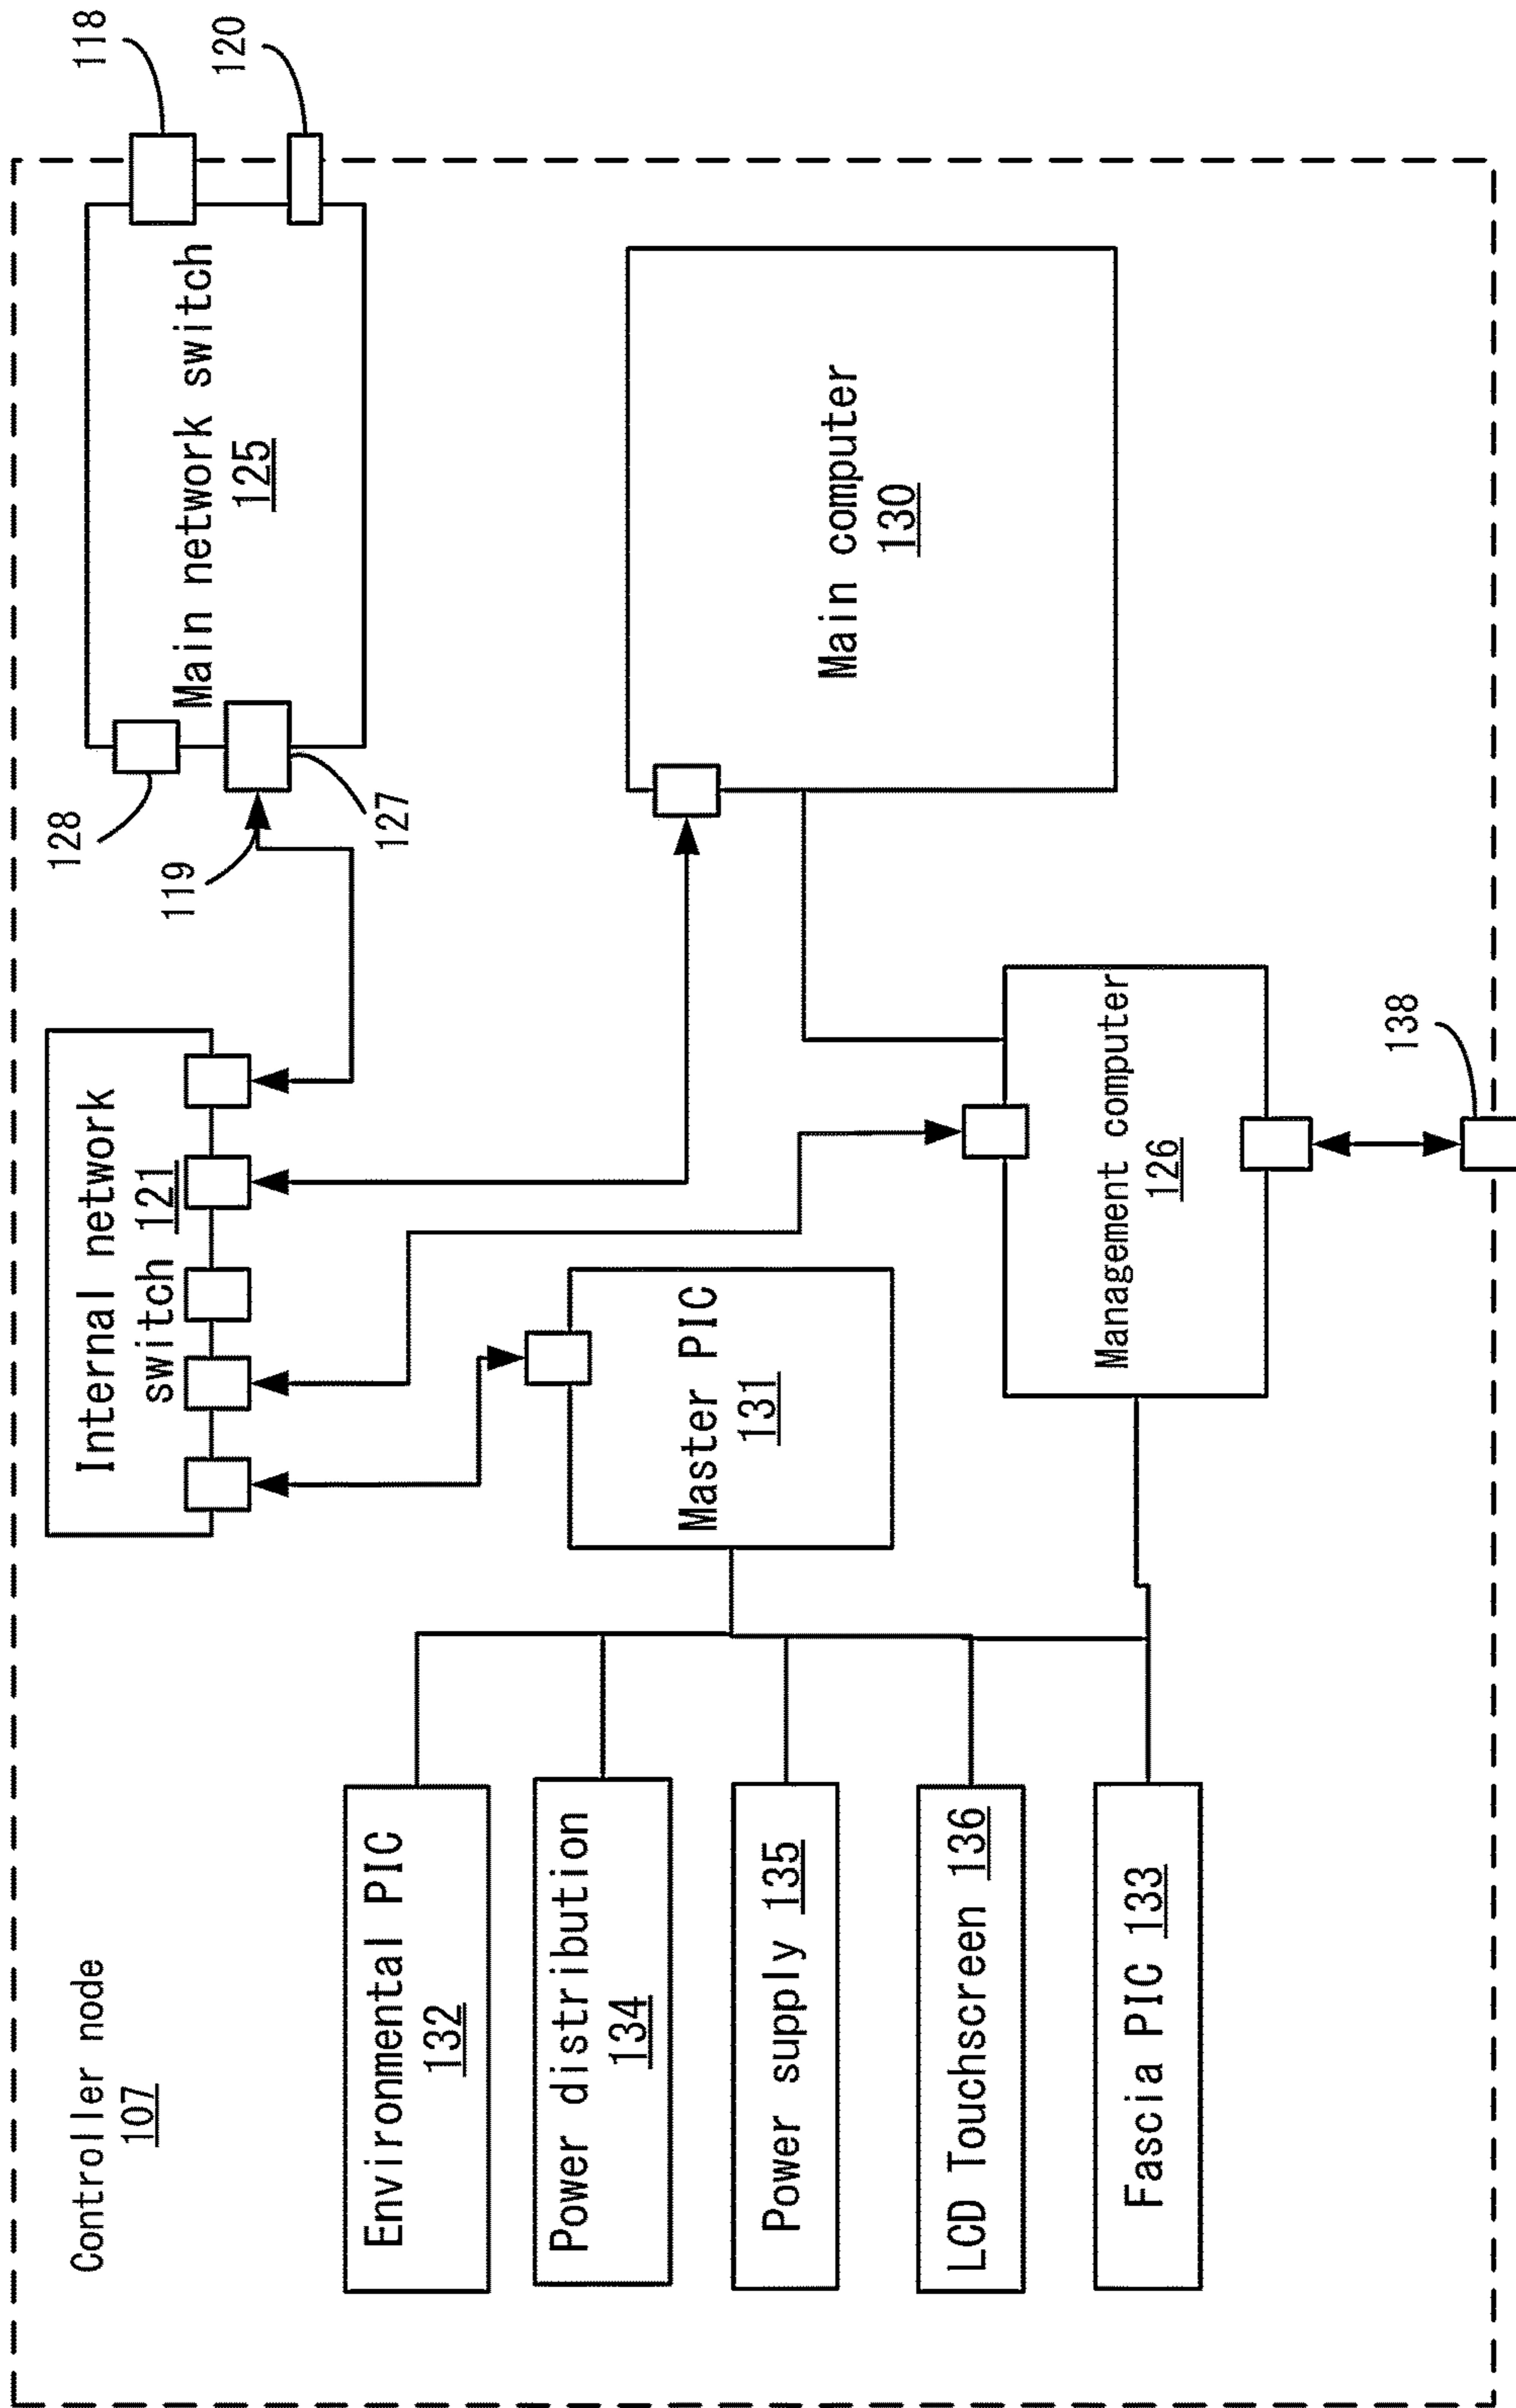 Controller node
107
Internal network
switch 121
Main network switch
125
118
120
128
119
127
Environmental PIC
132
Power distribution
134
Power supply 135
LCD Touchscreen 136
Fascia PIC 133
Master PIC
131
Main computer
130
Management computer
126
138